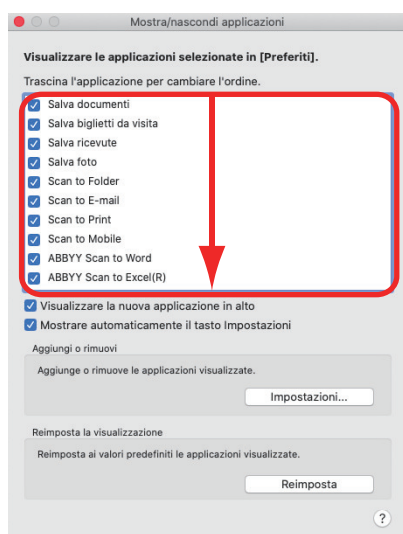 Mostra/nascondi applicazioni
Visualizzare le applicazioni selezionate in [Preferiti].
Trascina l'applicazione per cambiare l'ordine.
Salva documenti
Salva biglietti da visita
Salva ricevute
Salva foto
Scan to Folder
Scan to E-mail
Scan to Print
Scan to Mobile
ABBYY Scan to Word
ABBYY Scan to Excel(R)
Visualizzare la nuova applicazione in alto
Mostrare automaticamente il tasto Impostazioni
Aggiungi o rimuovi
Aggiunge o rimuove le applicazioni visualizzate.
Impostazioni...
Reimposta la visualizzazione
Reimposta ai valori predefiniti le applicazioni visualizzate.
Reimposta
?